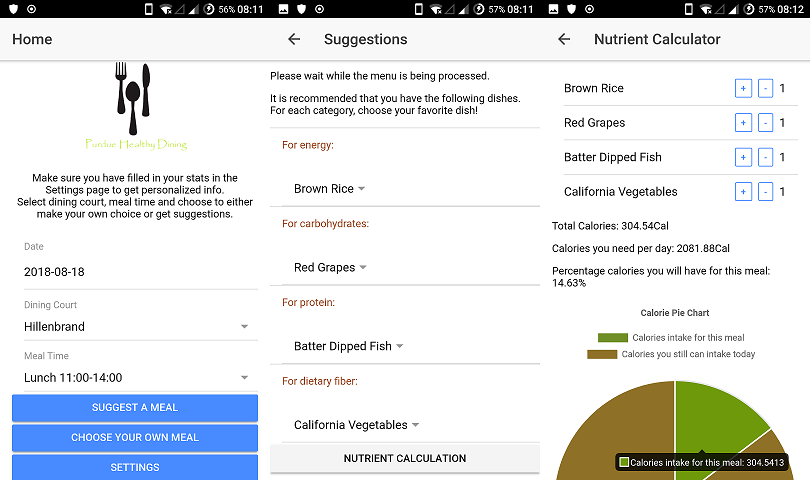 56% 08:11
Home
Purdue Healthy Dining
Make sure you have filled in your stats in the
Settings page to get personalized info.
Select dining court, meal time and choose to either
make your own choice or get suggestions.
Date
2018-08-18
Dining Court
Hillenbrand
Meal Time
Lunch 11:00-14:00
SUGGEST A MEAL
CHOOSE YOUR OWN MEAL
SETTINGS
57% 08:11
Suggestions
Please wait while the menu is being processed.
It is recommended that you have the following dishes.
For each category, choose your favorite dish!
For energy:
Brown Rice
For carbohydrates:
Red Grapes
For protein:
Batter Dipped Fish
For dietary fiber:
California Vegetables
NUTRIENT CALCULATION
57% 08:12
Nutrient Calculator
Brown Rice + - 1
Red Grapes + - 1
Batter Dipped Fish + - 1
California Vegetables + - 1
Total Calories: 304.54Cal
Calories you need per day: 2081.88Cal
Percentage calories you will have for this meal:
14.63%
Calorie Pie Chart
Calories intake for this meal
Calories you still can intake today
Calories intake for this meal: 304.5413